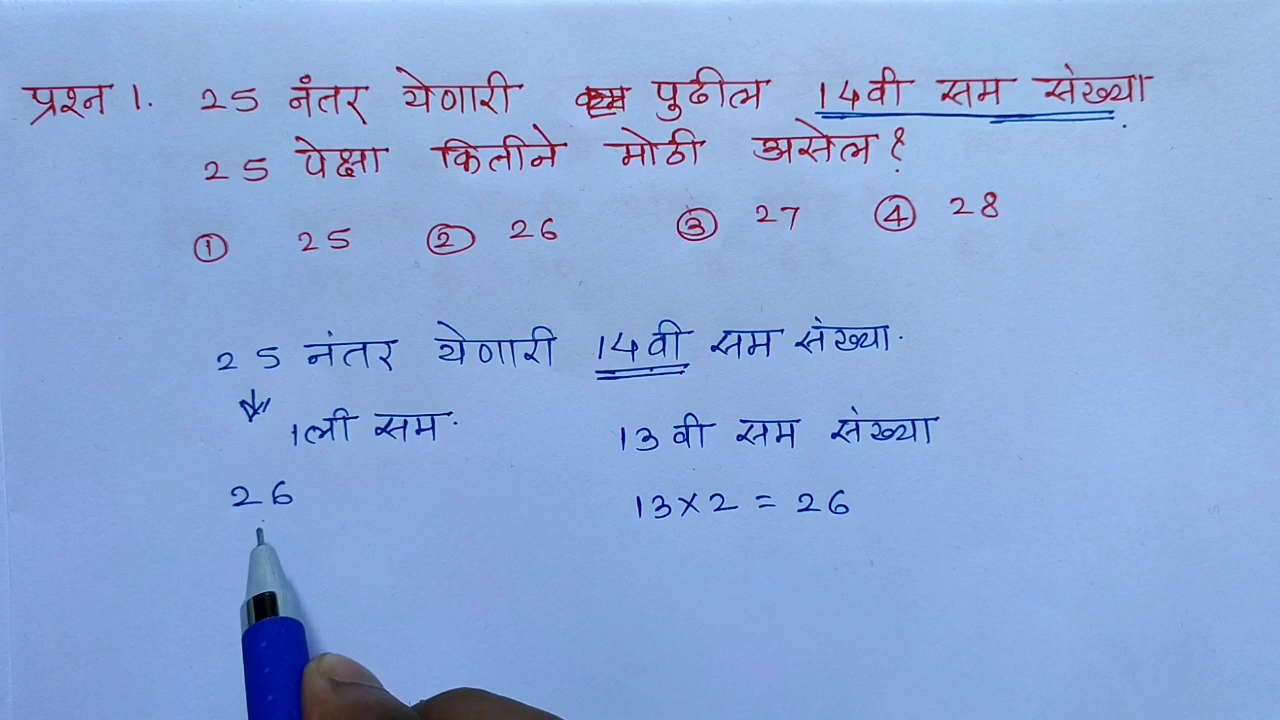 प्रश्न 1. 25 नंतर येणारी पुढील 14वी सम संख्या
25 पेक्षा कितीने मोठी असेल?
① 25 ② 26 ③ 27 ④ 28
25 नंतर येणारी 14वी सम संख्या.
1ली सम. 13वी सम संख्या
26 13×2 = 26